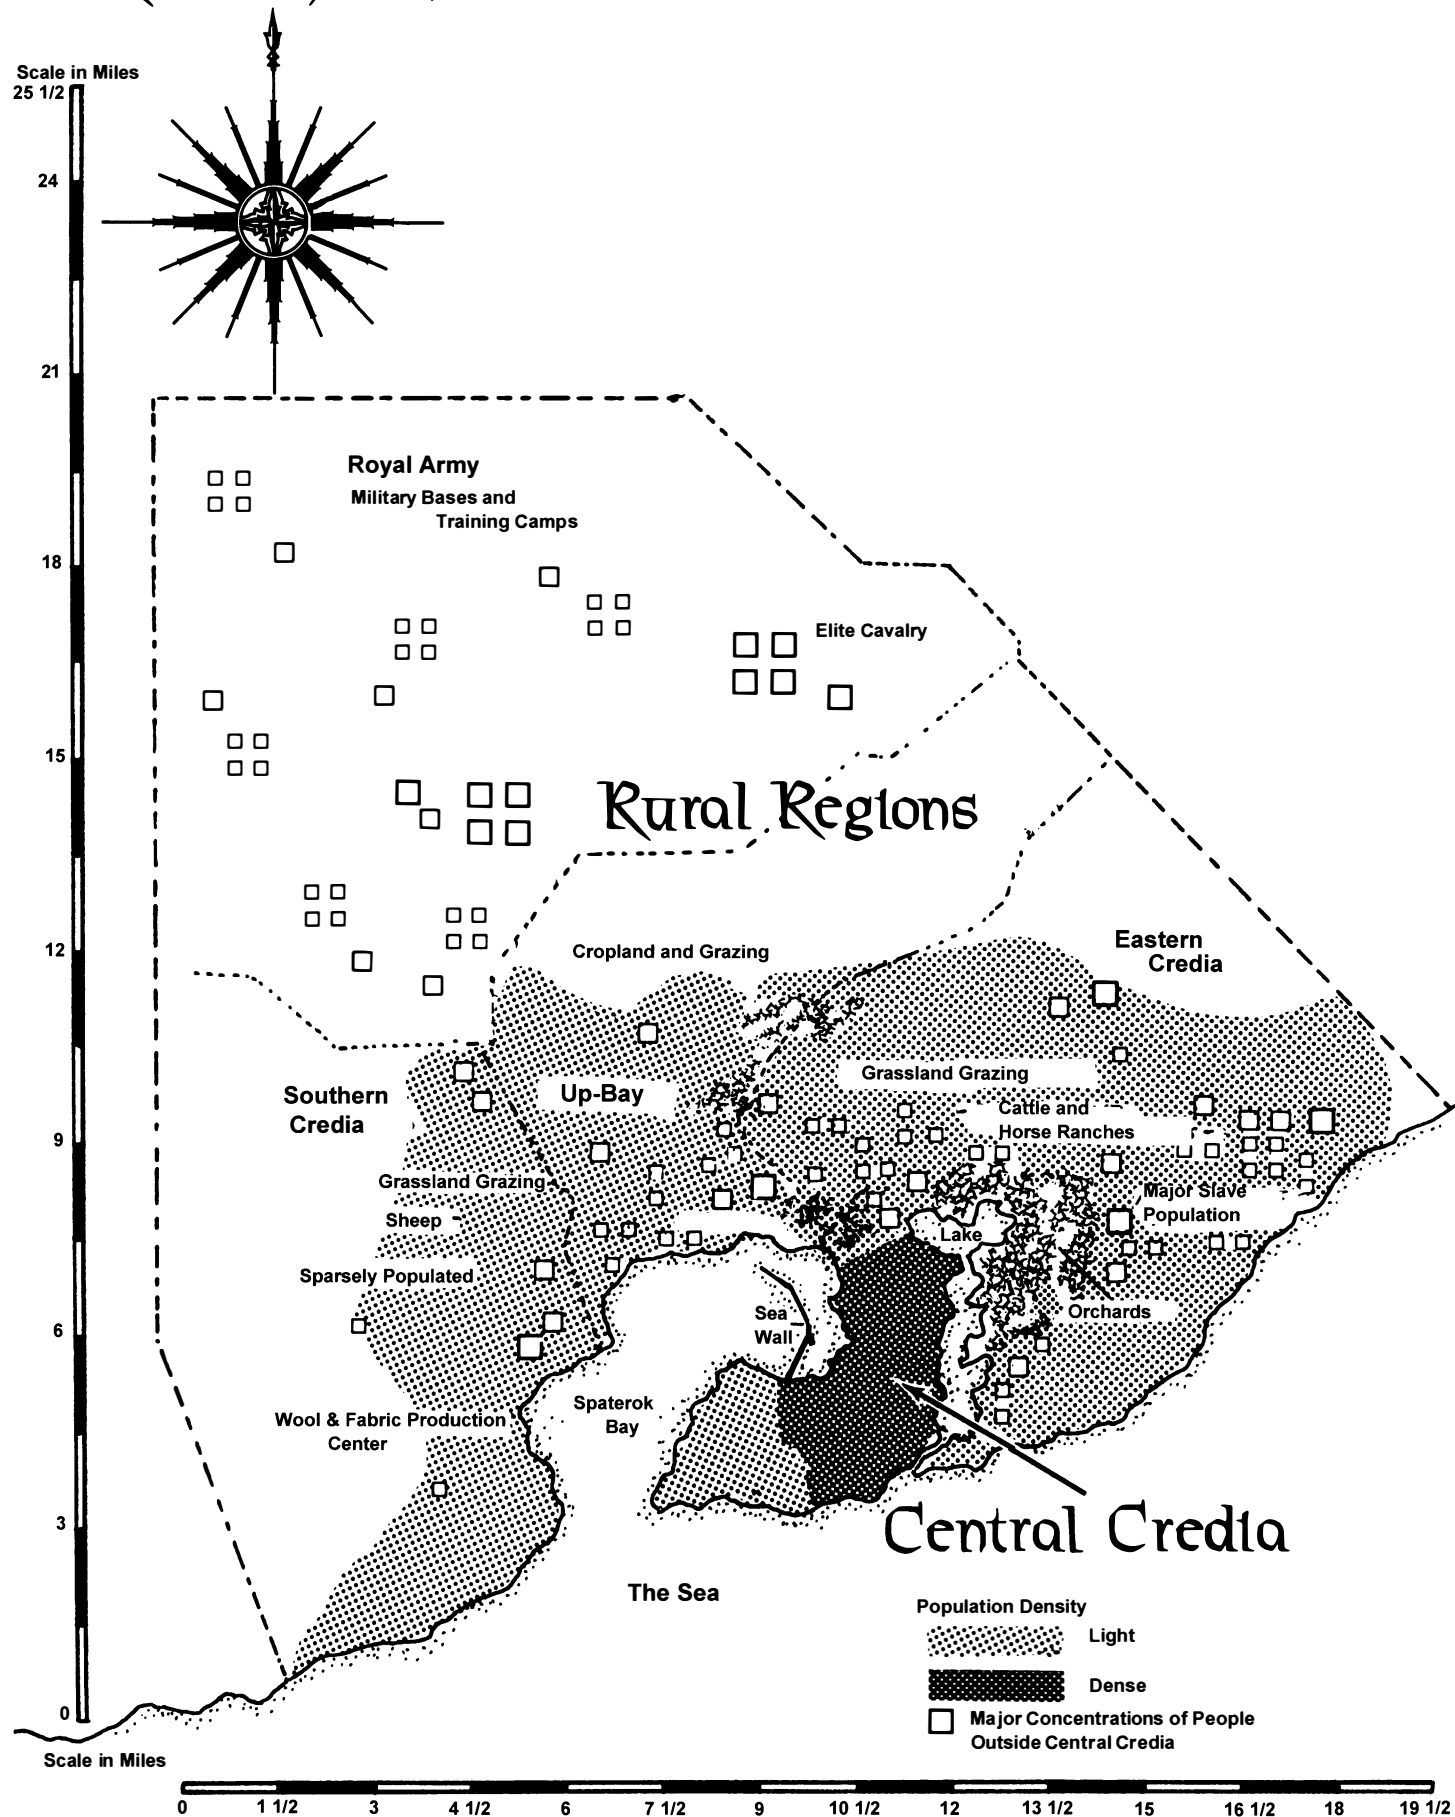 Scale in Miles
25 1/2
24
21
18
15
12
9
6
3
0
Scale in Miles
Royal Army
Military Bases and
Training Camps
Elite Cavalry
Rural Regions
Cropland and Grazing
Eastern
Credia
Grassland Grazing
Up-Bay
Southern
Credia
Cattle and
Horse Ranches
Grassland Grazing
Sheep
Major Slave
Population
Lake
Sparsely Populated
Orchards
Sea
Wall
Spaterok
Bay
Wool & Fabric Production
Center
Central Credia
The Sea
Population Density
Light
Dense
Major Concentrations of People
Outside Central Credia
0 1 1/2 3 4 1/2 6 7 1/2 9 10 1/2 12 13 1/2 15 16 1/2 18 19 1/2